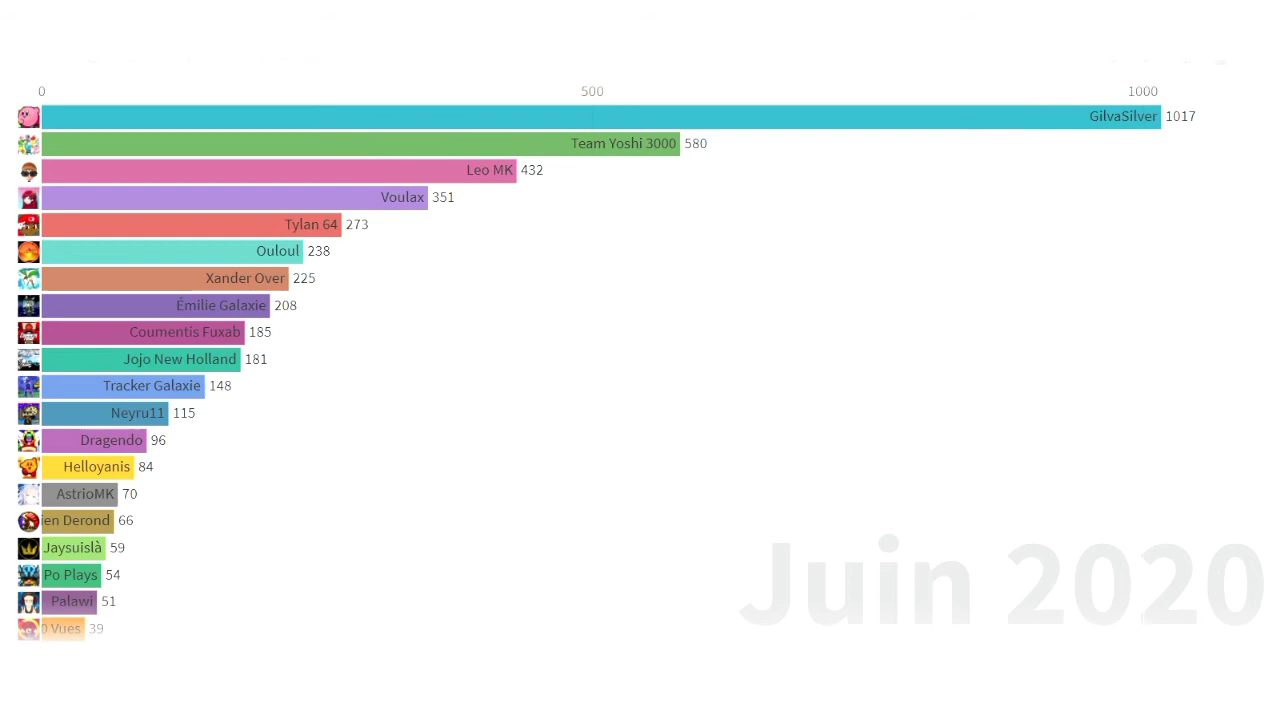 0 500 1000
GilvaSilver 1017
Team Yoshi 3000 580
Leo MK 432
Voulax 351
Tylan 64 273
Ouloul 238
Xander Over 225
Émilie Galaxie 208
Coumentis Fuxab 185
Jojo New Holland 181
Tracker Galaxie 148
Neyru11 115
Dragendo 96
Helloyanis 84
AstrioMK 70
ien Derond 66
Jaysuislà 59
Po Plays 54
Palawi 51
0 Vues 39
Juin 2020